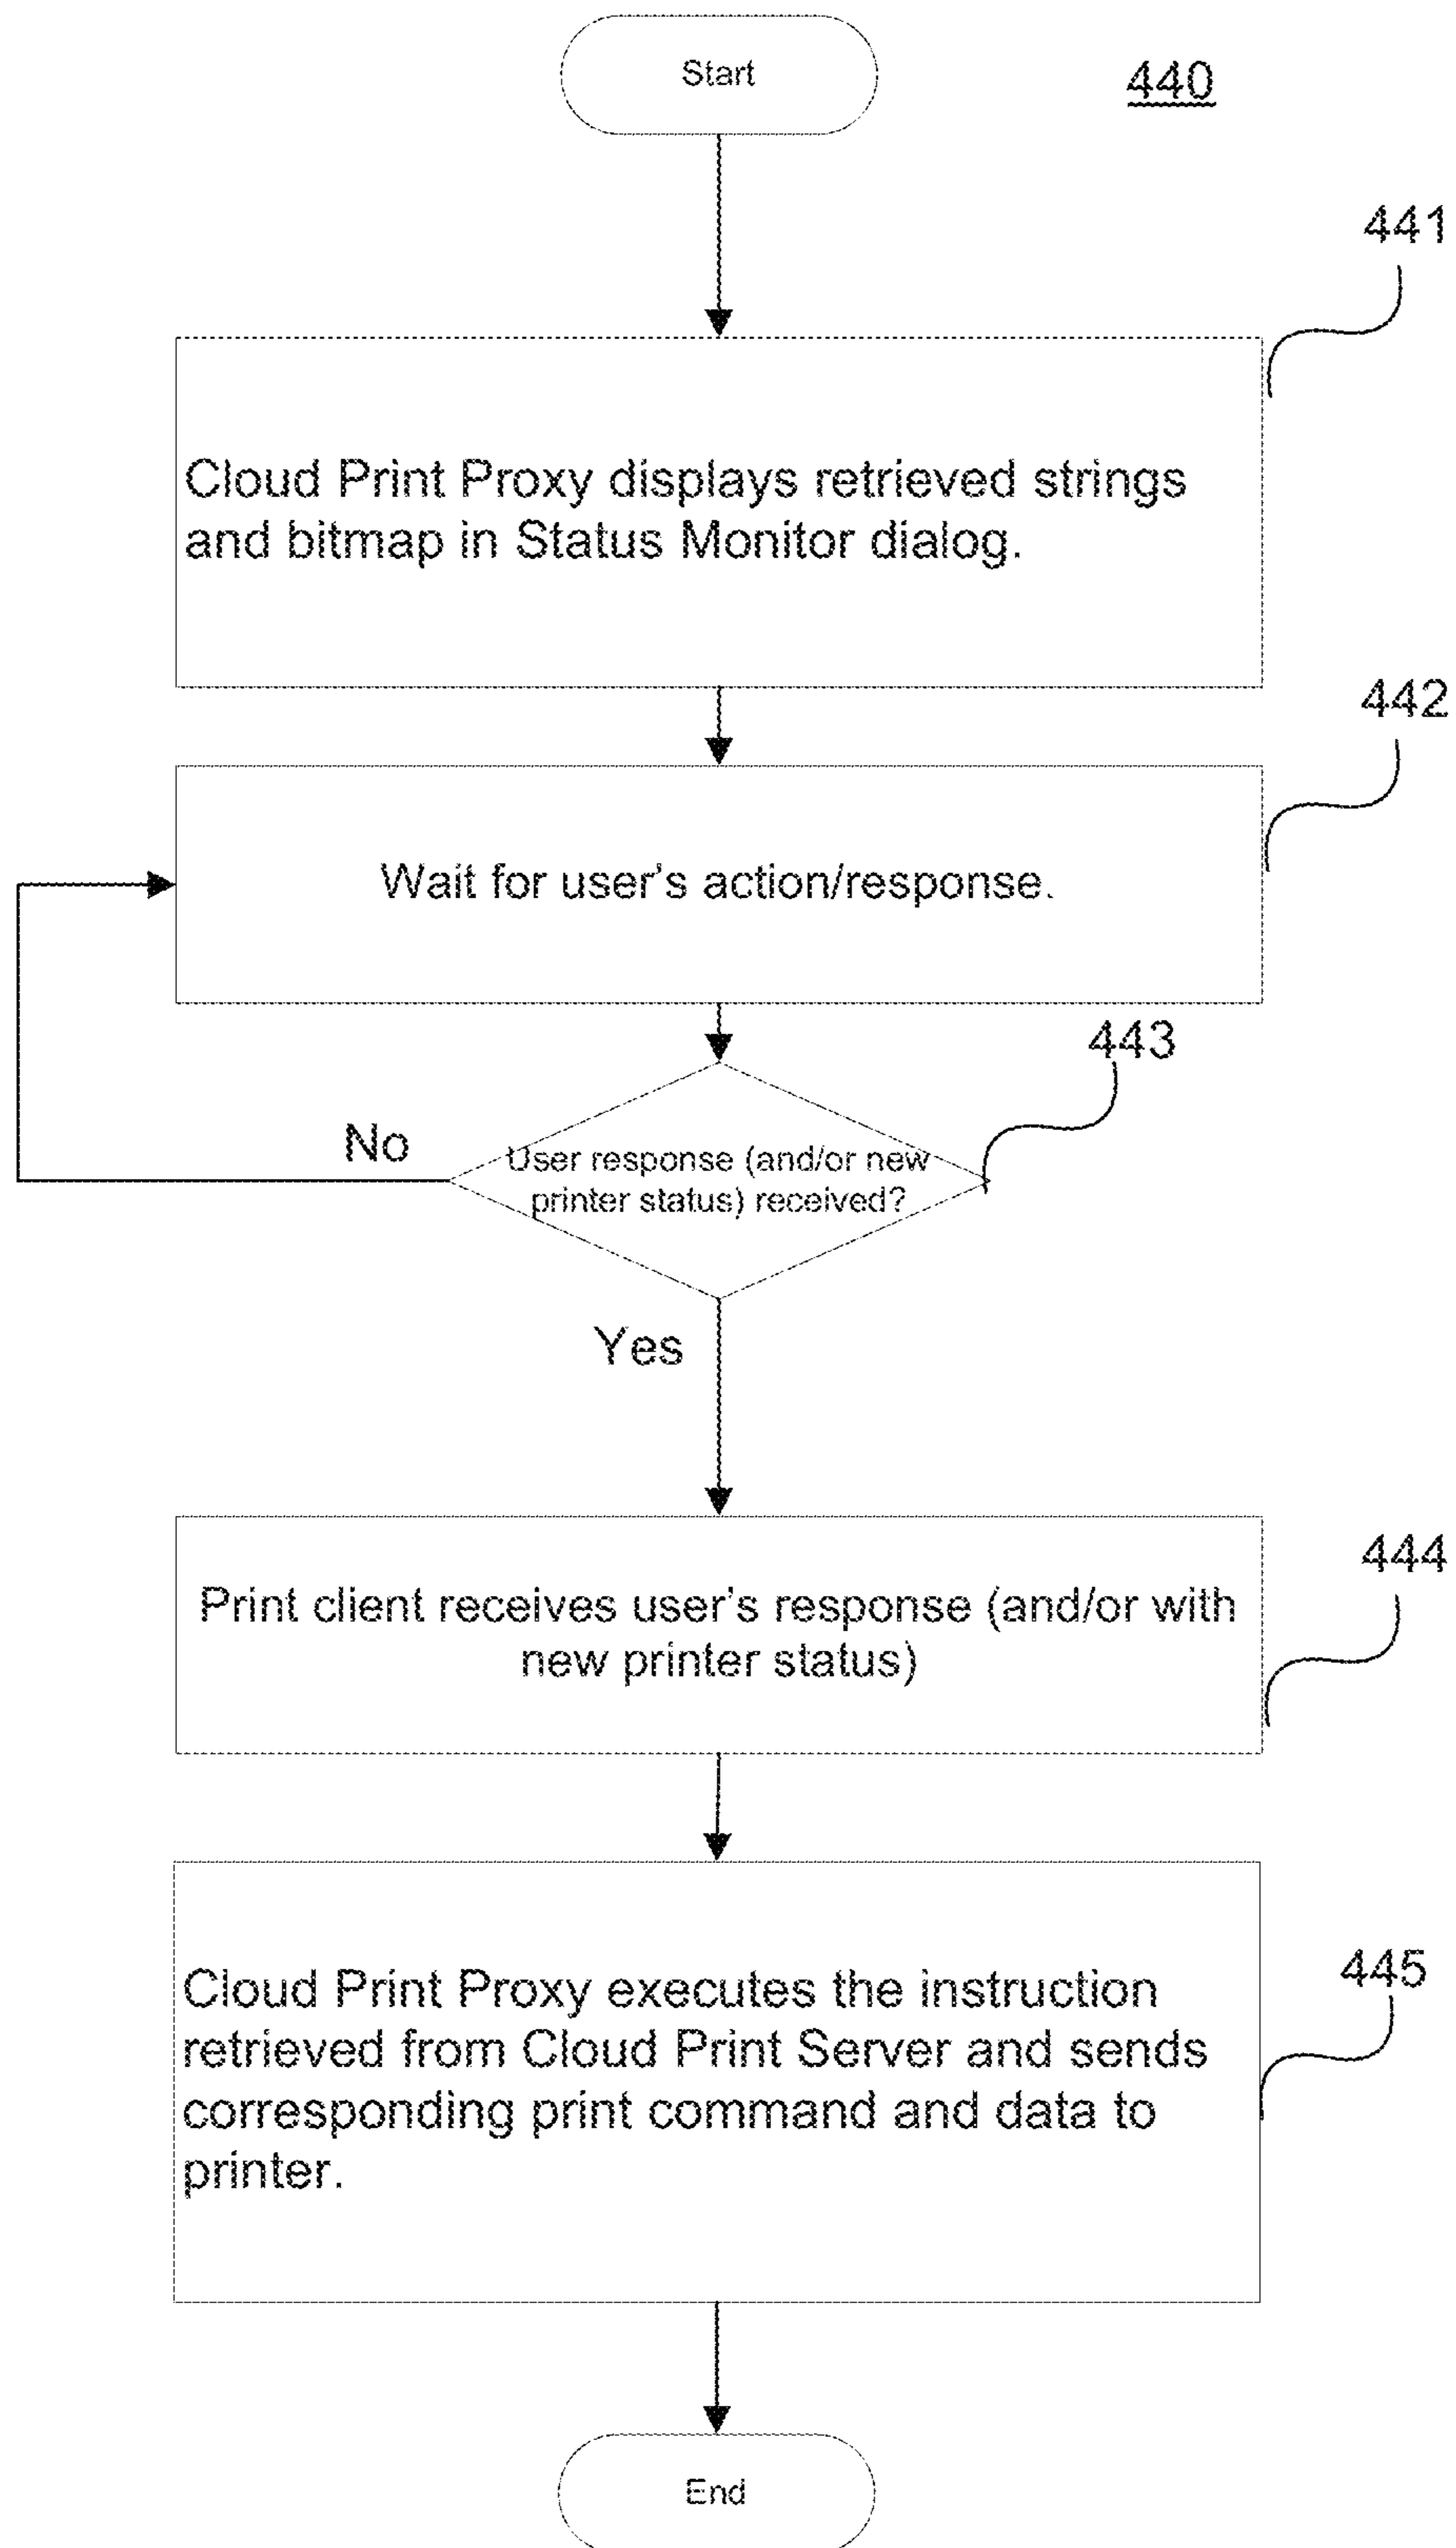 Start
440
441
Cloud Print Proxy displays retrieved strings
and bitmap in Status Monitor dialog.
442
Wait for user's action/response.
443
No
User response (and/or new
printer status) received?
Yes
444
Print client receives user's response (and/or with
new printer status)
445
Cloud Print Proxy executes the instruction
retrieved from Cloud Print Server and sends
corresponding print command and data to
printer.
End